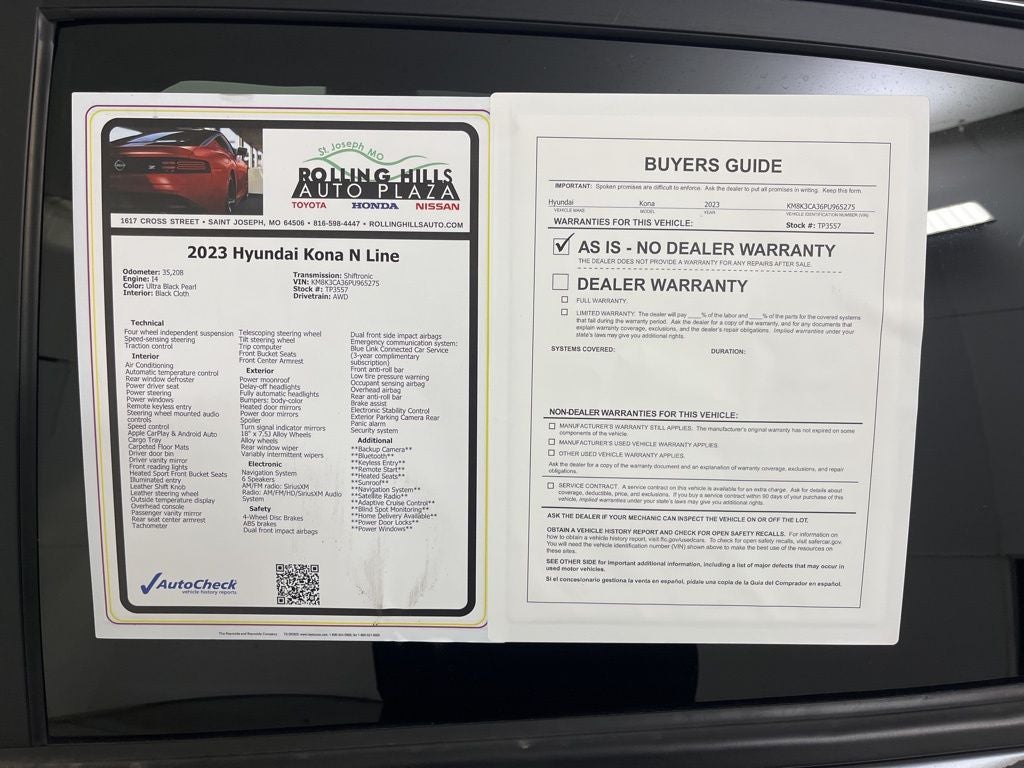 St. Joseph MO
ROLLING HILLS
AUTO PLAZA
TOYOTA HONDA NISSAN
1617 CROSS STREET • SAINT JOSEPH, MO 64506 • 816-598-4447 • ROLLINGHILLSAUTO.COM
2023 Hyundai Kona N Line
Odometer: 35,208
Engine: I4
Color: Ultra Black Pearl
Interior: Black Cloth
Transmission: Shiftronic
VIN: KM8K3CA36PU965275
Stock #: TP3557
Drivetrain: AWD
Technical
Four wheel independent suspension
Speed-sensing steering
Traction control
Interior
Air Conditioning
Automatic temperature control
Rear window defroster
Power driver seat
Power steering
Power windows
Remote keyless entry
Steering wheel mounted audio
controls
Speed control
Apple CarPlay & Android Auto
Cargo Tray
Carpeted Floor Mats
Driver door bin
Driver vanity mirror
Front reading lights
Heated Sport Front Bucket Seats
Illuminated entry
Leather Shift Knob
Leather steering wheel
Outside temperature display
Overhead console
Passenger vanity mirror
Rear seat center armrest
Tachometer
Telescoping steering wheel
Tilt steering wheel
Trip computer
Front Bucket Seats
Front Center Armrest
Exterior
Power moonroof
Delay-off headlights
Fully automatic headlights
Bumpers: body-color
Heated door mirrors
Power door mirrors
Spoiler
Turn signal indicator mirrors
18" x 7.5J Alloy Wheels
Alloy wheels
Rear window wiper
Variably intermittent wipers
Electronic
Navigation System
6 Speakers
AM/FM radio: SiriusXM
Radio: AM/FM/HD/SiriusXM Audio
System
Safety
4-Wheel Disc Brakes
ABS brakes
Dual front impact airbags
Dual front side impact airbags
Emergency communication system:
Blue Link Connected Car Service
(3-year complimentary
subscription)
Front anti-roll bar
Low tire pressure warning
Occupant sensing airbag
Overhead airbag
Rear anti-roll bar
Brake assist
Electronic Stability Control
Exterior Parking Camera Rear
Panic alarm
Security system
Additional
**Backup Camera**
**Bluetooth**
**Keyless Entry**
**Remote Start**
**Heated Seats**
**Sunroof**
**Navigation System**
**Satellite Radio**
**Adaptive Cruise Control**
**Blind Spot Monitoring**
**Home Delivery Available**
**Power Door Locks**
**Power Windows**
AutoCheck
vehicle history reports
The Reynolds and Reynolds Company
BUYERS GUIDE
IMPORTANT: Spoken promises are difficult to enforce. Ask the dealer to put all promises in writing. Keep this form.
Hyundai Kona 2023 KM8K3CA36PU965275
VEHICLE MAKE MODEL YEAR VEHICLE IDENTIFICATION NUMBER (VIN)
WARRANTIES FOR THIS VEHICLE: Stock #: TP3557
AS IS - NO DEALER WARRANTY
THE DEALER DOES NOT PROVIDE A WARRANTY FOR ANY REPAIRS AFTER SALE.
DEALER WARRANTY
FULL WARRANTY.
LIMITED WARRANTY. The dealer will pay ____% of the labor and ____% of the parts for the covered systems
that fail during the warranty period. Ask the dealer for a copy of the warranty, and for any documents that
explain warranty coverage, exclusions, and the dealer's repair obligations. Implied warranties under your
state's laws may give you additional rights.
SYSTEMS COVERED: DURATION:
NON-DEALER WARRANTIES FOR THIS VEHICLE:
MANUFACTURER'S WARRANTY STILL APPLIES. The manufacturer's original warranty has not expired on some
components of the vehicle.
MANUFACTURER'S USED VEHICLE WARRANTY APPLIES.
OTHER USED VEHICLE WARRANTY APPLIES.
Ask the dealer for a copy of the warranty document and an explanation of warranty coverage, exclusions, and repair
obligations.
SERVICE CONTRACT. A service contract on this vehicle is available for an extra charge. Ask for details about
coverage, deductible, price, and exclusions. If you buy a service contract within 90 days of your purchase of this
vehicle, implied warranties under your state's laws may give you additional rights.
ASK THE DEALER IF YOUR MECHANIC CAN INSPECT THE VEHICLE ON OR OFF THE LOT.
OBTAIN A VEHICLE HISTORY REPORT AND CHECK FOR OPEN SAFETY RECALLS. For information on
how to obtain a vehicle history report, visit ftc.gov/usedcars. To check for open safety recalls, visit safercar.gov.
You will need the vehicle identification number (VIN) shown above to make the best use of the resources on
these sites.
SEE OTHER SIDE for important additional information, including a list of major defects that may occur in
used motor vehicles.
Si el concesionario gestiona la venta en español, pídale una copia de la Guía del Comprador en español.